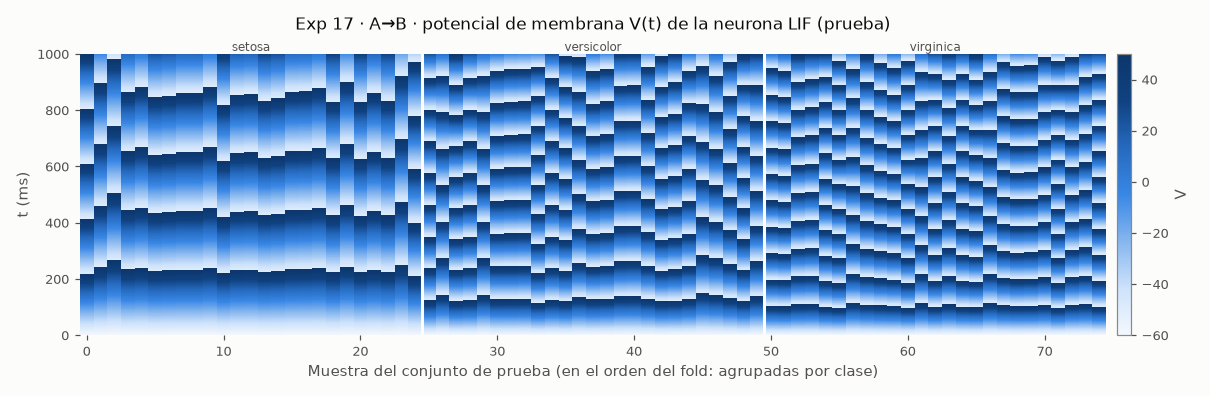 Exp 17 · A→B · potencial de membrana V(t) de la neurona LIF (prueba)
setosa versicolor virginica
1000
800
600
400
200
0
t (ms)
0 10 20 30 40 50 60 70
Muestra del conjunto de prueba (en el orden del fold: agrupadas por clase)
40
20
0
−20
−40
−60
V